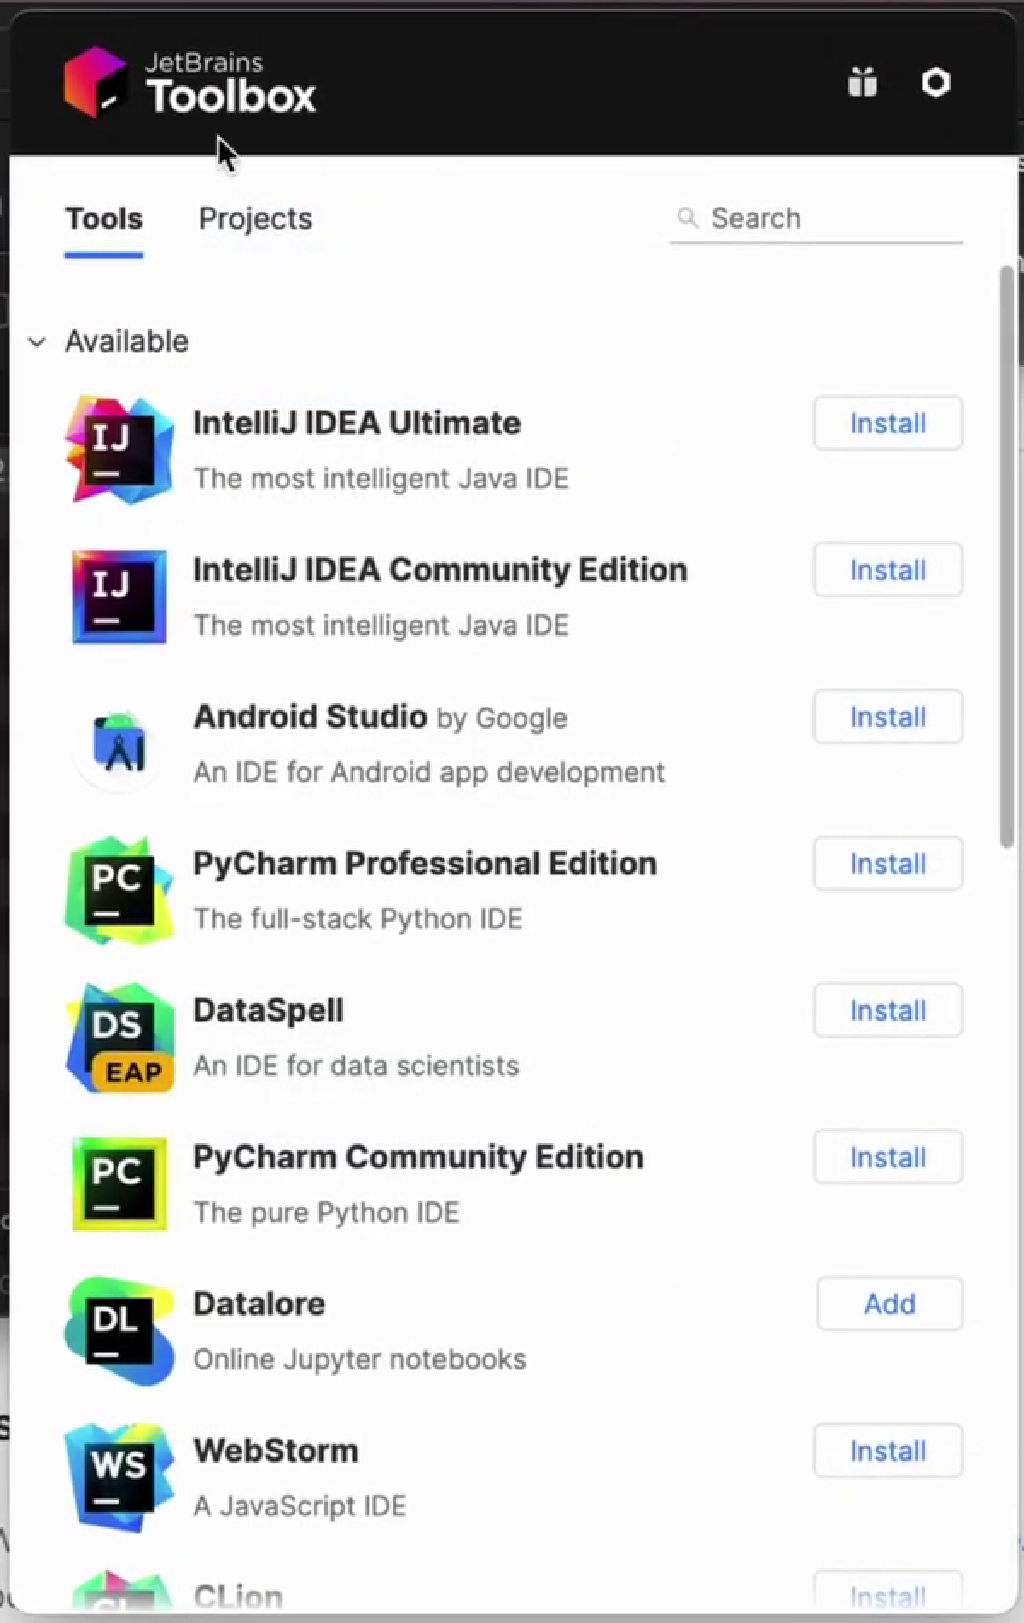 JetBrains
Toolbox
Tools Projects Search
Available
IJ IntelliJ IDEA Ultimate Install
The most intelligent Java IDE
IJ IntelliJ IDEA Community Edition Install
The most intelligent Java IDE
Android Studio by Google Install
An IDE for Android app development
PC PyCharm Professional Edition Install
The full-stack Python IDE
DS DataSpell Install
EAP An IDE for data scientists
PC PyCharm Community Edition Install
The pure Python IDE
DL Datalore Add
Online Jupyter notebooks
WS WebStorm Install
A JavaScript IDE
CL CLion Install